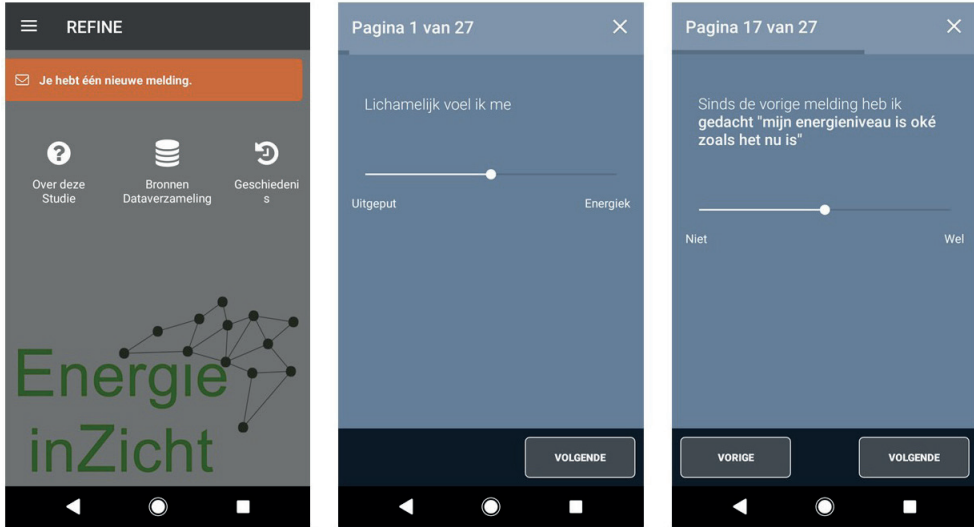 REFINE
Je hebt één nieuwe melding.
Over deze
Studie
Bronnen
Dataverzameling
Geschiedeni
s
Energie
inZicht
Pagina 1 van 27
Lichamelijk voel ik me
Uitgeput
Energiek
VOLGENDE
Pagina 17 van 27
Sinds de vorige melding heb ik
gedacht "mijn energieniveau is oké
zoals het nu is"
Niet
Wel
VORIGE
VOLGENDE